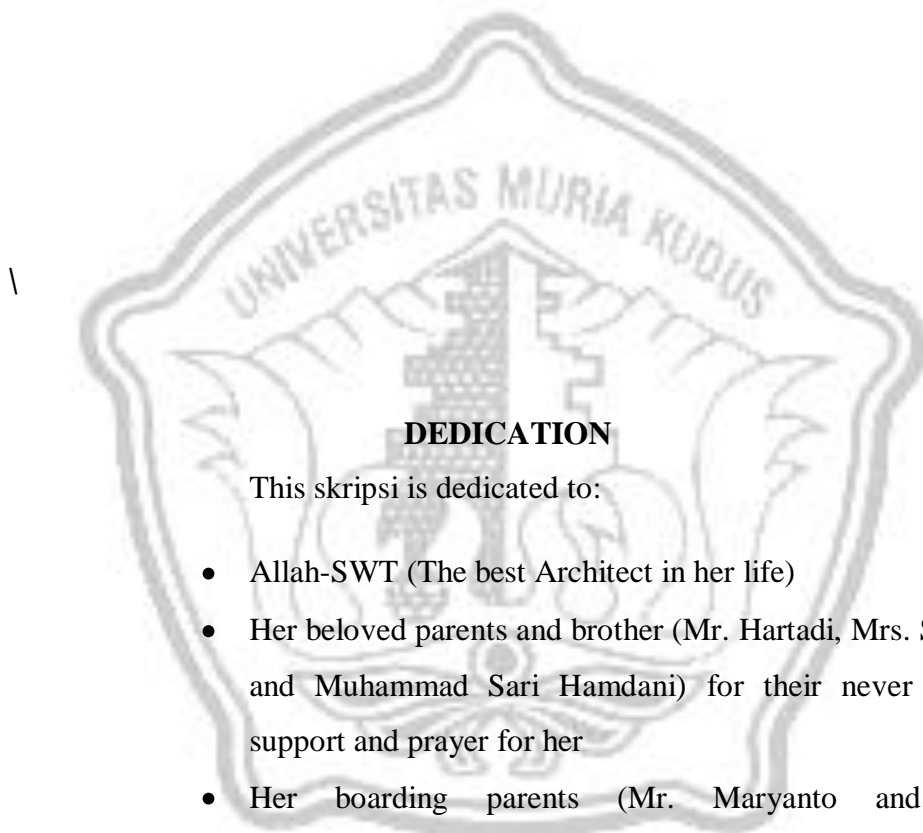 UNIVERSITAS MURIA KUDUS
\
DEDICATION
This skripsi is dedicated to:
• Allah-SWT (The best Architect in her life)
• Her beloved parents and brother (Mr. Hartadi, Mrs.
and Muhammad Sari Hamdani) for their never
support and prayer for her
• Her boarding parents (Mr. Maryanto and